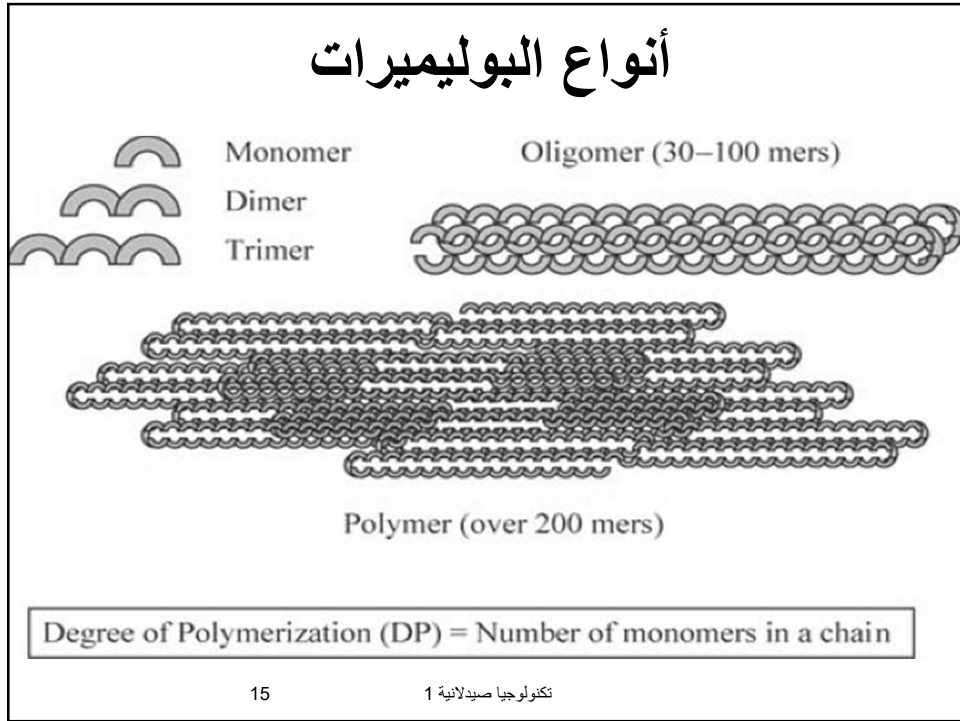 أنواع البوليميرات
Monomer
Dimer
Trimer
Oligomer (30–100 mers)
Polymer (over 200 mers)
Degree of Polymerization (DP) = Number of monomers in a chain
15
تكنولوجيا صيدلانية 1